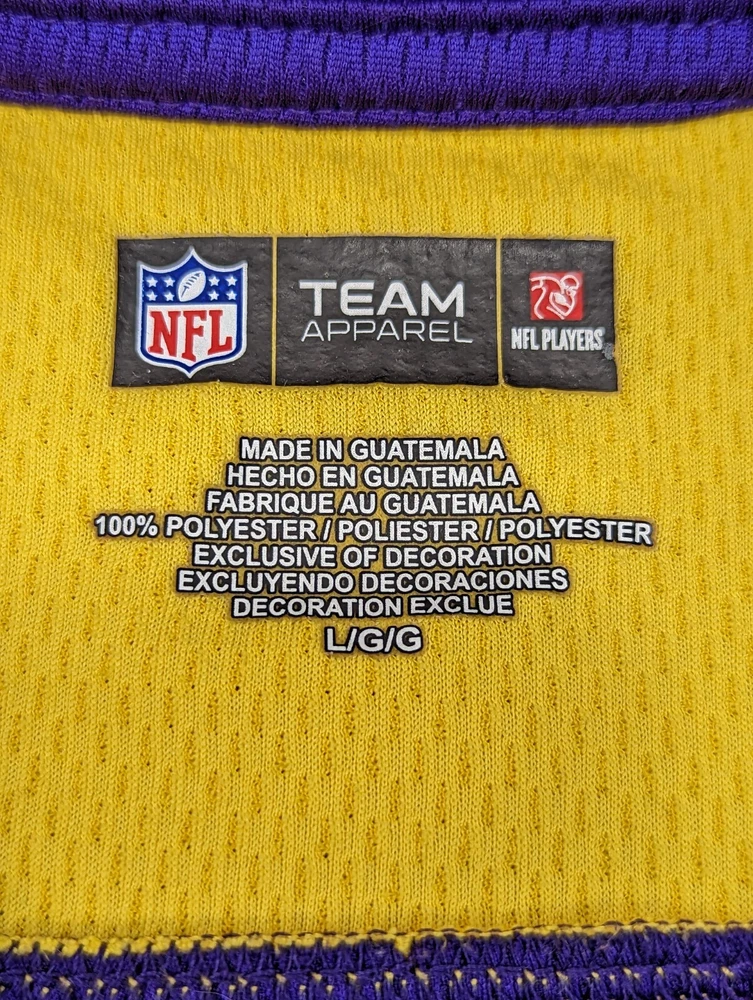 NFL
TEAM
APPAREL
NFL PLAYERS
MADE IN GUATEMALA
HECHO EN GUATEMALA
FABRIQUE AU GUATEMALA
100% POLYESTER / POLIESTER / POLYESTER
EXCLUSIVE OF DECORATION
EXCLUYENDO DECORACIONES
DECORATION EXCLUE
L/G/G